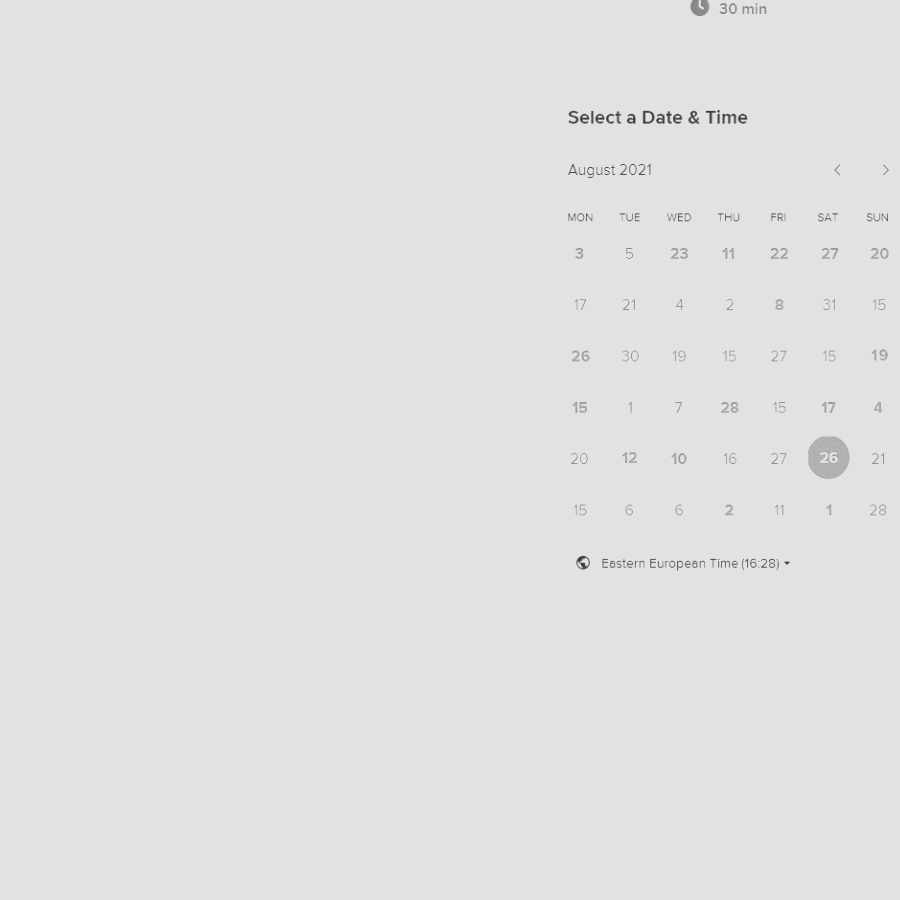 30 min
Select a Date & Time
August 2021
MON TUE WED THU FRI SAT SUN
3 5 23 11 22 27 20
17 21 4 2 8 31 15
26 30 19 15 27 15 19
15 1 7 28 15 17 4
20 12 10 16 27 26 21
15 6 6 2 11 1 28
Eastern European Time (16:28)